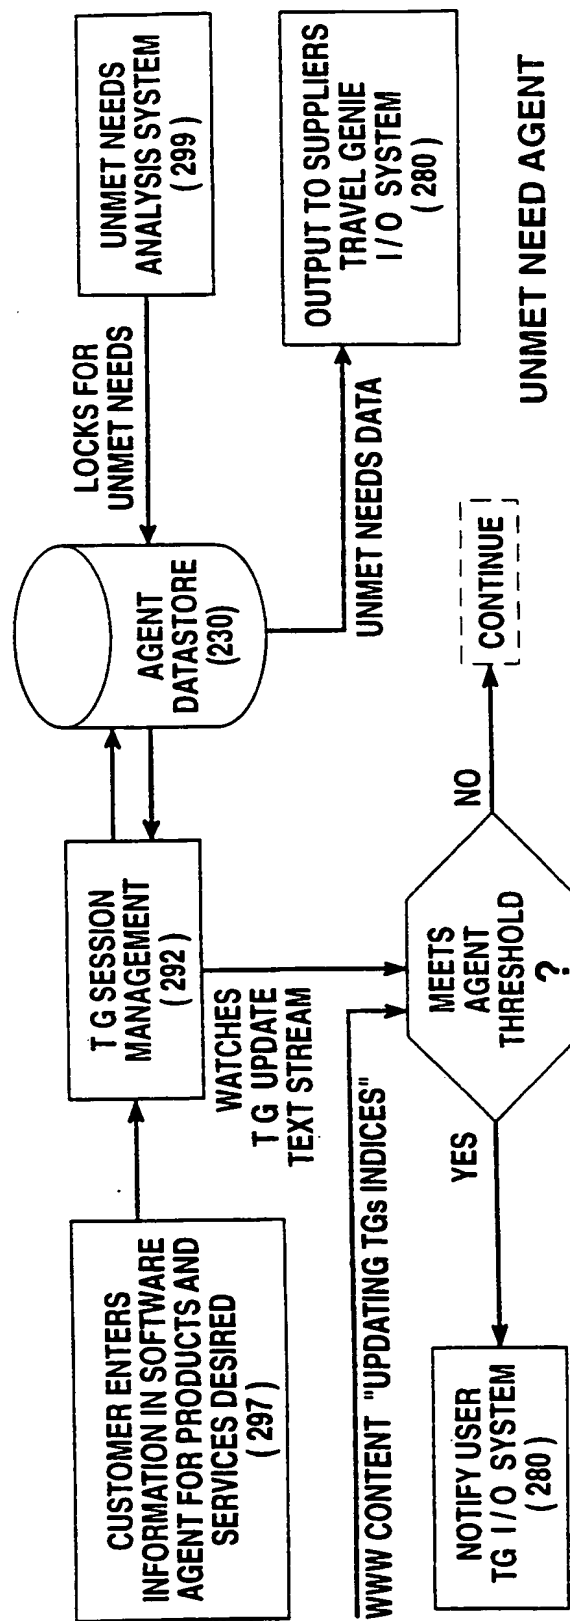 CUSTOMER ENTERS
INFORMATION IN SOFTWARE
AGENT FOR PRODUCTS AND
SERVICES DESIRED
(297)
T G SESSION
MANAGEMENT
(292)
AGENT
DATASTORE
(230)
LOCKS FOR
UNMET NEEDS
UNMET NEEDS
ANALYSIS SYSTEM
(299)
WATCHES
T G UPDATE
TEXT STREAM
UNMET NEEDS DATA
OUTPUT TO SUPPLIERS
TRAVEL GENIE
I/O SYSTEM
(280)
WWW CONTENT "UPDATING TGs INDICES"
MEETS
AGENT
THRESHOLD
?
YES
NO
NOTIFY USER
TG I/O SYSTEM
(280)
CONTINUE
UNMET NEED AGENT